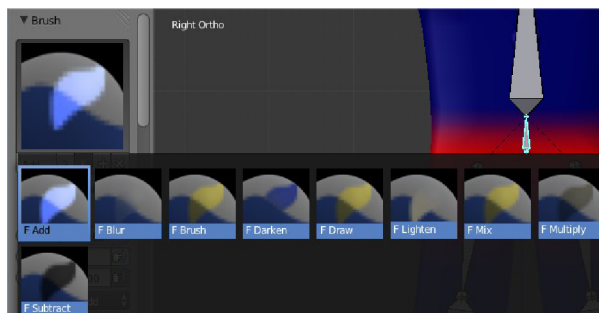 Brush
Right Ortho
F Add
F Blur
F Brush
F Darken
F Draw
F Lighten
F Mix
F Multiply
F Subtract